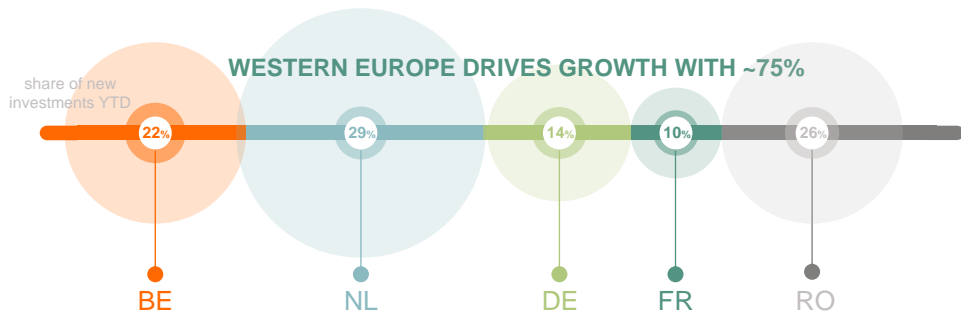 WESTERN EUROPE DRIVES GROWTH WITH ~75%
share of new
investments YTD
22% 29% 14% 10% 26%
BE NL DE FR RO